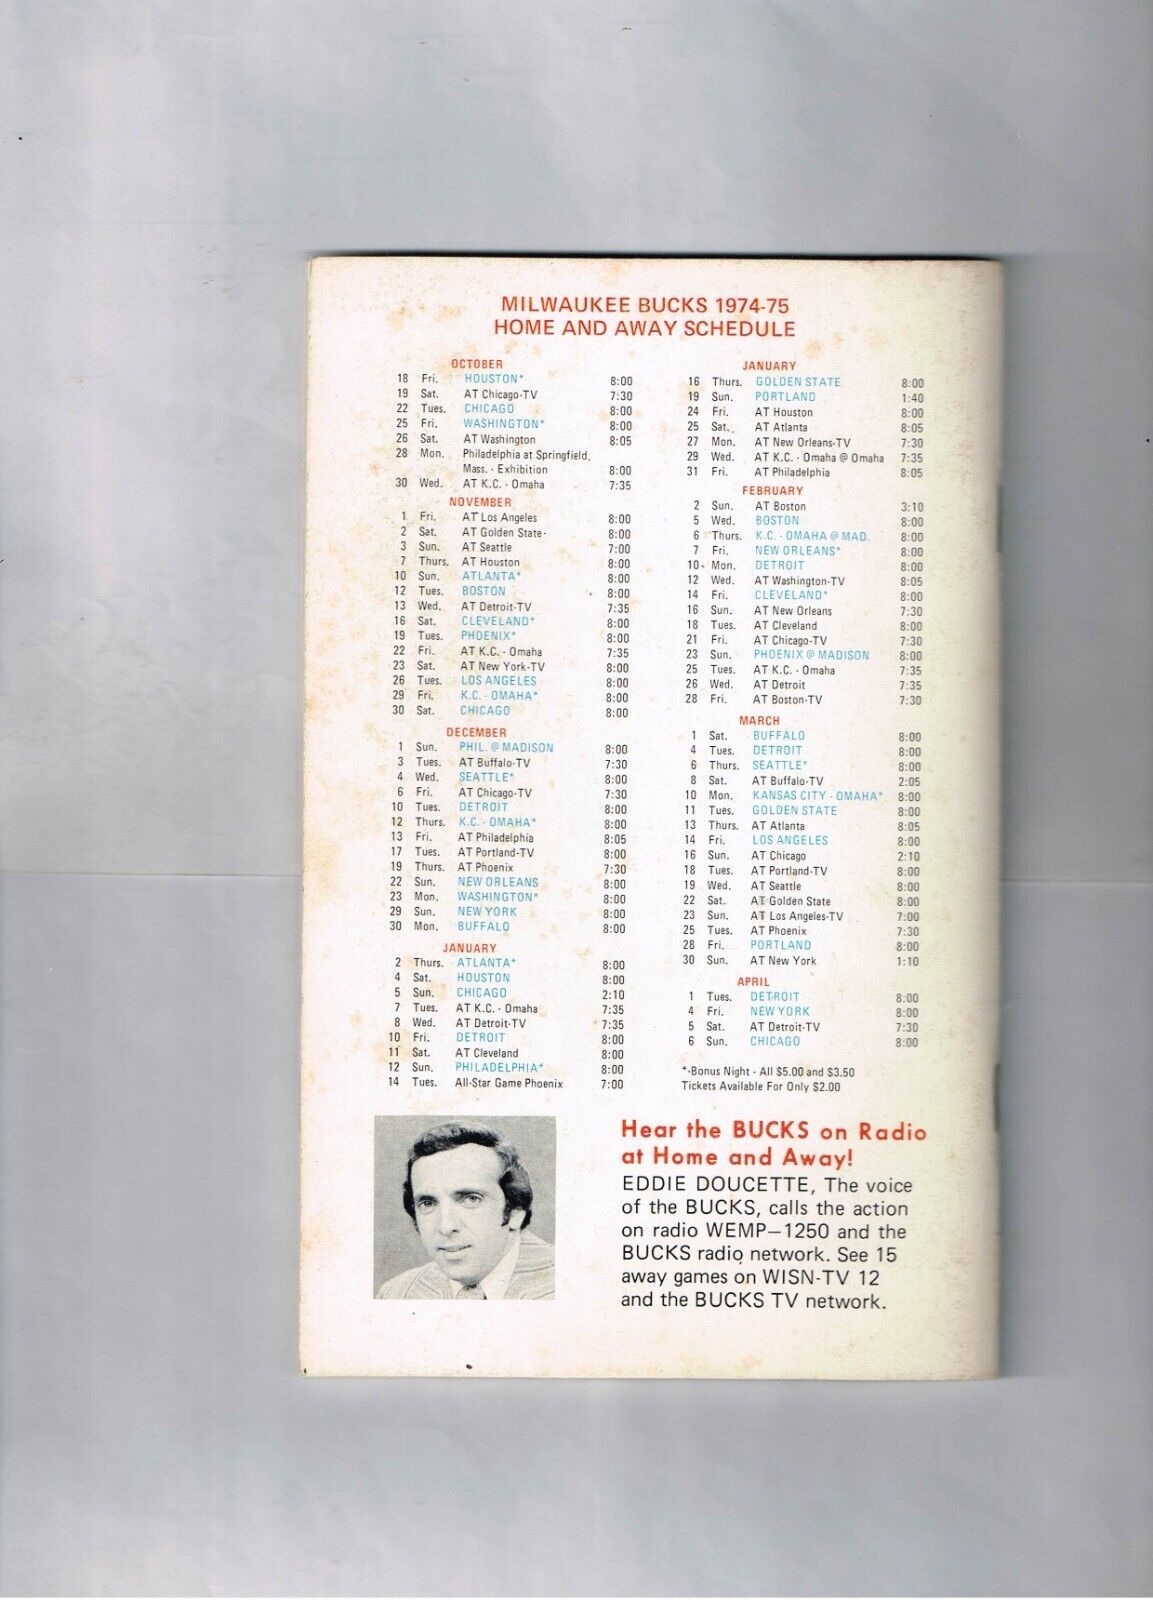 MILWAUKEE BUCKS 1974-75
HOME AND AWAY SCHEDULE
OCTOBER
18 Fri. HOUSTON* 8:00
19 Sat. AT Chicago-TV 7:30
22 Tues. CHICAGO 8:00
25 Fri. WASHINGTON* 8:00
26 Sat. AT Washington 8:05
28 Mon. Philadelphia at Springfield,
Mass. - Exhibition 8:00
30 Wed. AT K.C. - Omaha 7:35
NOVEMBER
1 Fri. AT Los Angeles 8:00
2 Sat. AT Golden State- 8:00
3 Sun. AT Seattle 7:00
7 Thurs. AT Houston 8:00
10 Sun. ATLANTA* 8:00
12 Tues. BOSTON 8:00
13 Wed. AT Detroit-TV 7:35
16 Sat. CLEVELAND* 8:00
19 Tues. PHOENIX* 8:00
22 Fri. AT K.C. - Omaha 7:35
23 Sat. AT New York-TV 8:00
26 Tues. LOS ANGELES 8:00
29 Fri. K.C. - OMAHA* 8:00
30 Sat. CHICAGO 8:00
DECEMBER
1 Sun. PHIL. @ MADISON 8:00
3 Tues. AT Buffalo-TV 7:30
4 Wed. SEATTLE* 8:00
6 Fri. AT Chicago-TV 7:30
10 Tues. DETROIT 8:00
12 Thurs. K.C. - OMAHA* 8:00
13 Fri. AT Philadelphia 8:05
17 Tues. AT Portland-TV 8:00
19 Thurs. AT Phoenix 7:30
22 Sun. NEW ORLEANS 8:00
23 Mon. WASHINGTON* 8:00
29 Sun. NEW YORK 8:00
30 Mon. BUFFALO 8:00
JANUARY
2 Thurs. ATLANTA* 8:00
4 Sat. HOUSTON 8:00
5 Sun. CHICAGO 2:10
7 Tues. AT K.C. - Omaha 7:35
8 Wed. AT Detroit-TV 7:35
10 Fri. DETROIT 8:00
11 Sat. AT Cleveland 8:00
12 Sun. PHILADELPHIA* 8:00
14 Tues. All-Star Game Phoenix 7:00
JANUARY
16 Thurs. GOLDEN STATE 8:00
19 Sun. PORTLAND 1:40
24 Fri. AT Houston 8:00
25 Sat. AT Atlanta 8:05
27 Mon. AT New Orleans-TV 7:30
29 Wed. AT K.C. - Omaha @ Omaha 7:35
31 Fri. AT Philadelphia 8:05
FEBRUARY
2 Sun. AT Boston 3:10
5 Wed. BOSTON 8:00
6 Thurs. K.C. - OMAHA @ MAD. 8:00
7 Fri. NEW ORLEANS* 8:00
10 Mon. DETROIT 8:00
12 Wed. AT Washington-TV 8:05
14 Fri. CLEVELAND* 8:00
16 Sun. AT New Orleans 7:30
18 Tues. AT Cleveland 8:00
21 Fri. AT Chicago-TV 7:30
23 Sun. PHOENIX @ MADISON 8:00
25 Tues. AT K.C. - Omaha 7:35
26 Wed. AT Detroit 7:35
28 Fri. AT Boston-TV 7:30
MARCH
1 Sat. BUFFALO 8:00
4 Tues. DETROIT 8:00
6 Thurs. SEATTLE* 8:00
8 Sat. AT Buffalo-TV 2:05
10 Mon. KANSAS CITY - OMAHA* 8:00
11 Tues. GOLDEN STATE 8:00
13 Thurs. AT Atlanta 8:05
14 Fri. LOS ANGELES 8:00
16 Sun. AT Chicago 2:10
18 Tues. AT Portland-TV 8:00
19 Wed. AT Seattle 8:00
22 Sat. AT Golden State 8:00
23 Sun. AT Los Angeles-TV 7:00
25 Tues. AT Phoenix 7:30
28 Fri. PORTLAND 8:00
30 Sun. AT New York 1:10
APRIL
1 Tues. DETROIT 8:00
4 Fri. NEW YORK 8:00
5 Sat. AT Detroit-TV 7:30
6 Sun. CHICAGO 8:00
*-Bonus Night - All $5.00 and $3.50
Tickets Available For Only $2.00
Hear the BUCKS on Radio
at Home and Away!
EDDIE DOUCETTE, The voice
of the BUCKS, calls the action
on radio WEMP—1250 and the
BUCKS radio network. See 15
away games on WISN-TV 12
and the BUCKS TV network.